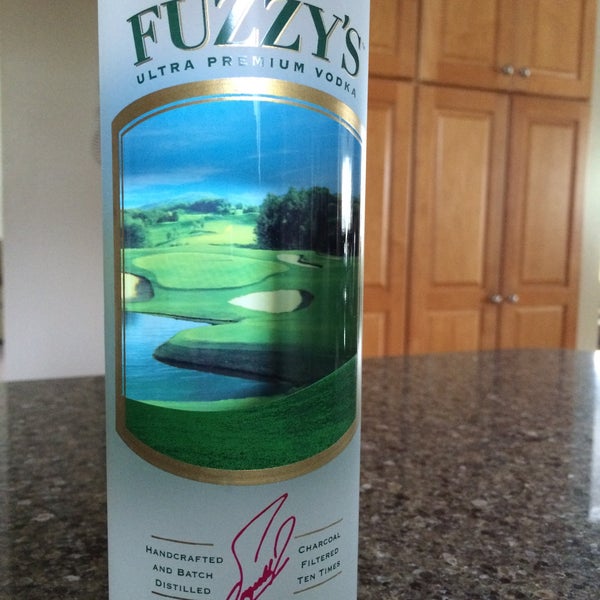 FUZZY'S
ULTRA PREMIUM VODKA
HANDCRAFTED
AND BATCH
DISTILLED
CHARCOAL
FILTERED
TEN TIMES